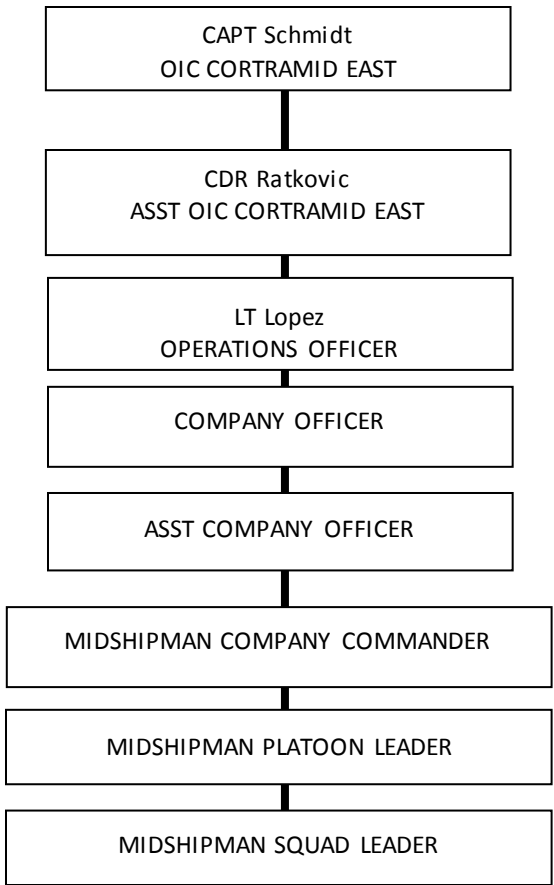 CAPT Schmidt
OIC CORTRAMID EAST
CDR Ratkovic
ASST OIC CORTRAMID EAST
LT Lopez
OPERATIONS OFFICER
COMPANY OFFICER
ASST COMPANY OFFICER
MIDSHIPMAN COMPANY COMMANDER
MIDSHIPMAN PLATOON LEADER
MIDSHIPMAN SQUAD LEADER